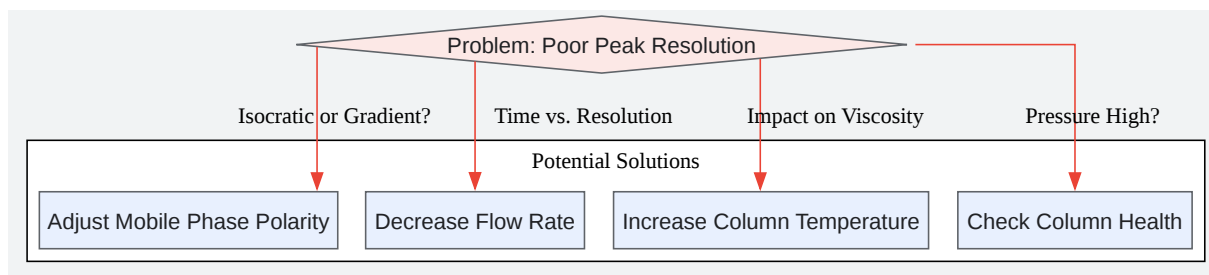 Problem: Poor Peak Resolution
Isocratic or Gradient?
Time vs. Resolution
Impact on Viscosity
Pressure High?
Potential Solutions
Adjust Mobile Phase Polarity
Decrease Flow Rate
Increase Column Temperature
Check Column Health